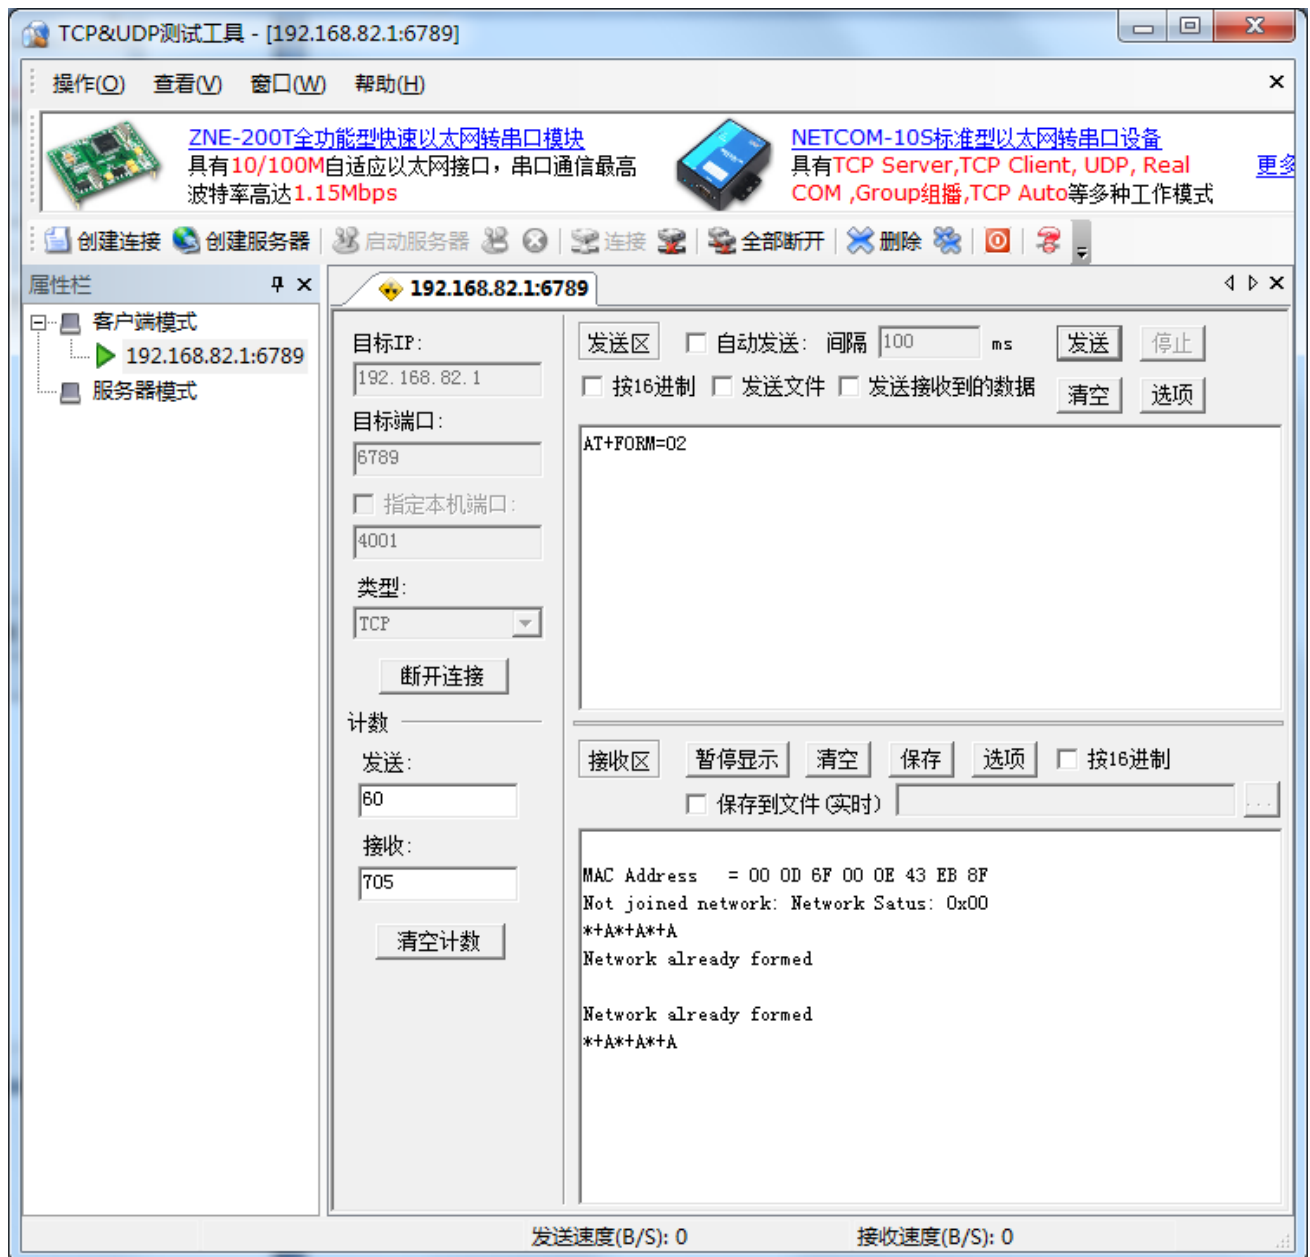 TCP&UDP测试工具 - [192.168.82.1:6789]
操作(O) 查看(V) 窗口(W) 帮助(H)
ZNE-200T全功能型快速以太网转串口模块
具有10/100M自适应以太网接口，串口通信最高
波特率高达1.15Mbps
NETCOM-10S标准型以太网转串口设备
具有TCP Server,TCP Client, UDP, Real
COM ,Group组播,TCP Auto等多种工作模式
更多
创建连接 创建服务器 启动服务器 连接 全部断开 删除
属性栏
客户端模式
192.168.82.1:6789
服务器模式
192.168.82.1:6789
目标IP:
192.168.82.1
目标端口:
6789
指定本机端口:
4001
类型:
TCP
断开连接
计数
发送:
60
接收:
705
清空计数
发送区 自动发送: 间隔 100 ms 发送 停止
按16进制 发送文件 发送接收到的数据 清空 选项
AT+FORM=02
接收区 暂停显示 清空 保存 选项 按16进制
保存到文件(实时) ...
MAC Address = 00 0D 6F 00 0E 43 EB 8F
Not joined network: Network Satus: 0x00
*+A*+A*+A
Network already formed
Network already formed
*+A*+A*+A
发送速度(B/S): 0 接收速度(B/S): 0